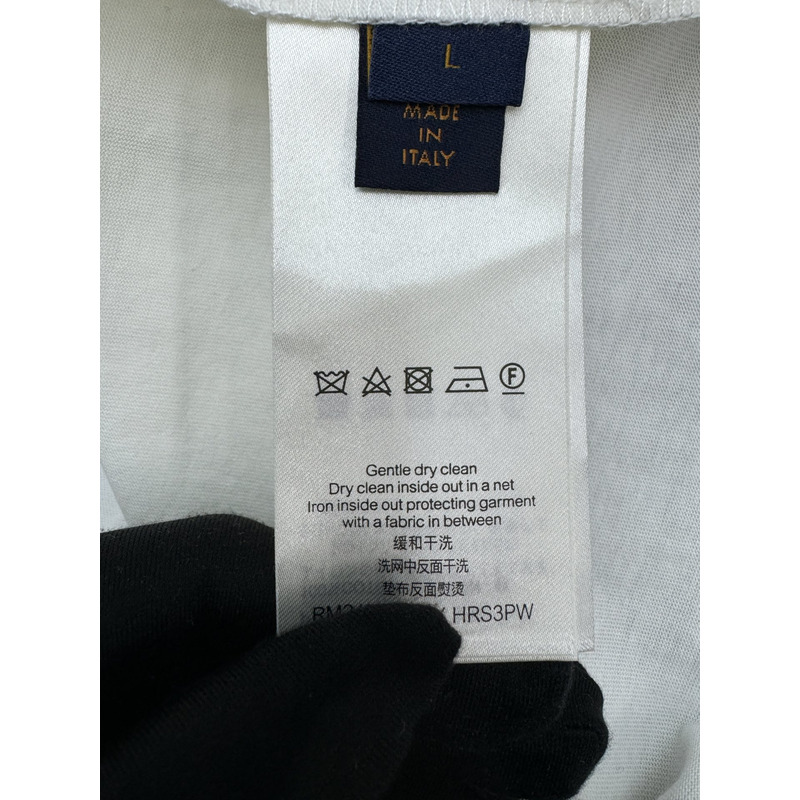 L
MADE
IN
ITALY
F
Gentle dry clean
Dry clean inside out in a net
Iron inside out protecting garment
with a fabric in between
缓和干洗
洗网中反面干洗
垫布反面熨烫
HRS3PW